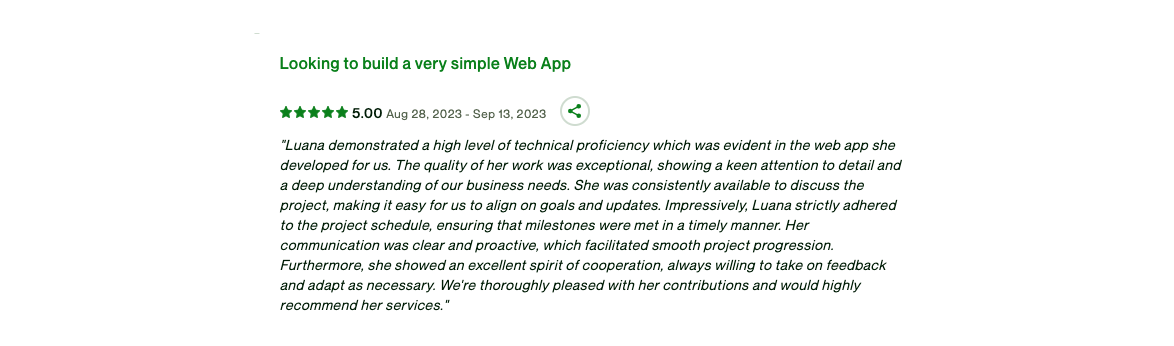 Looking to build a very simple Web App
5.00 Aug 28, 2023 - Sep 13, 2023
"Luana demonstrated a high level of technical proficiency which was evident in the web app she
developed for us. The quality of her work was exceptional, showing a keen attention to detail and
a deep understanding of our business needs. She was consistently available to discuss the
project, making it easy for us to align on goals and updates. Impressively, Luana strictly adhered
to the project schedule, ensuring that milestones were met in a timely manner. Her
communication was clear and proactive, which facilitated smooth project progression.
Furthermore, she showed an excellent spirit of cooperation, always willing to take on feedback
and adapt as necessary. We're thoroughly pleased with her contributions and would highly
recommend her services."